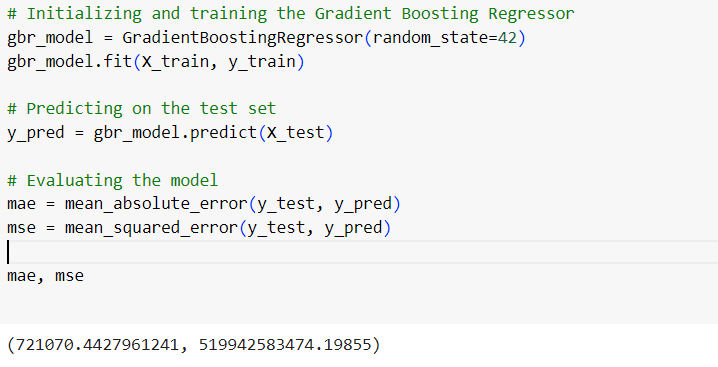 # Initializing and training the Gradient Boosting Regressor
gbr_model = GradientBoostingRegressor(random_state=42)
gbr_model.fit(X_train, y_train)
# Predicting on the test set
y_pred = gbr_model.predict(X_test)
# Evaluating the model
mae = mean_absolute_error(y_test, y_pred)
mse = mean_squared_error(y_test, y_pred)
mae, mse
(721070.4427961241, 519942583474.19855)